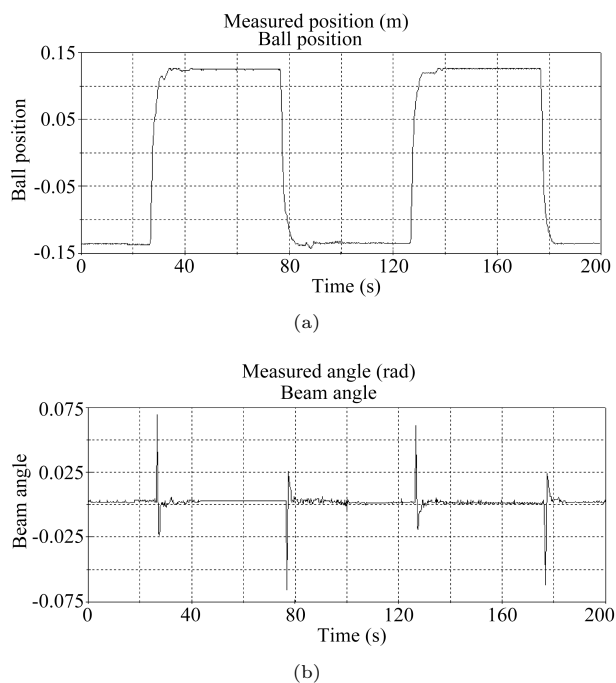 Measured position (m)
Ball position
0.15
0.05
-0.05
-0.15
Ball position
0 40 80 120 160 200
Time (s)
(a)
Measured angle (rad)
Beam angle
0.075
0.025
-0.025
-0.075
Beam angle
0 40 80 120 160 200
Time (s)
(b)